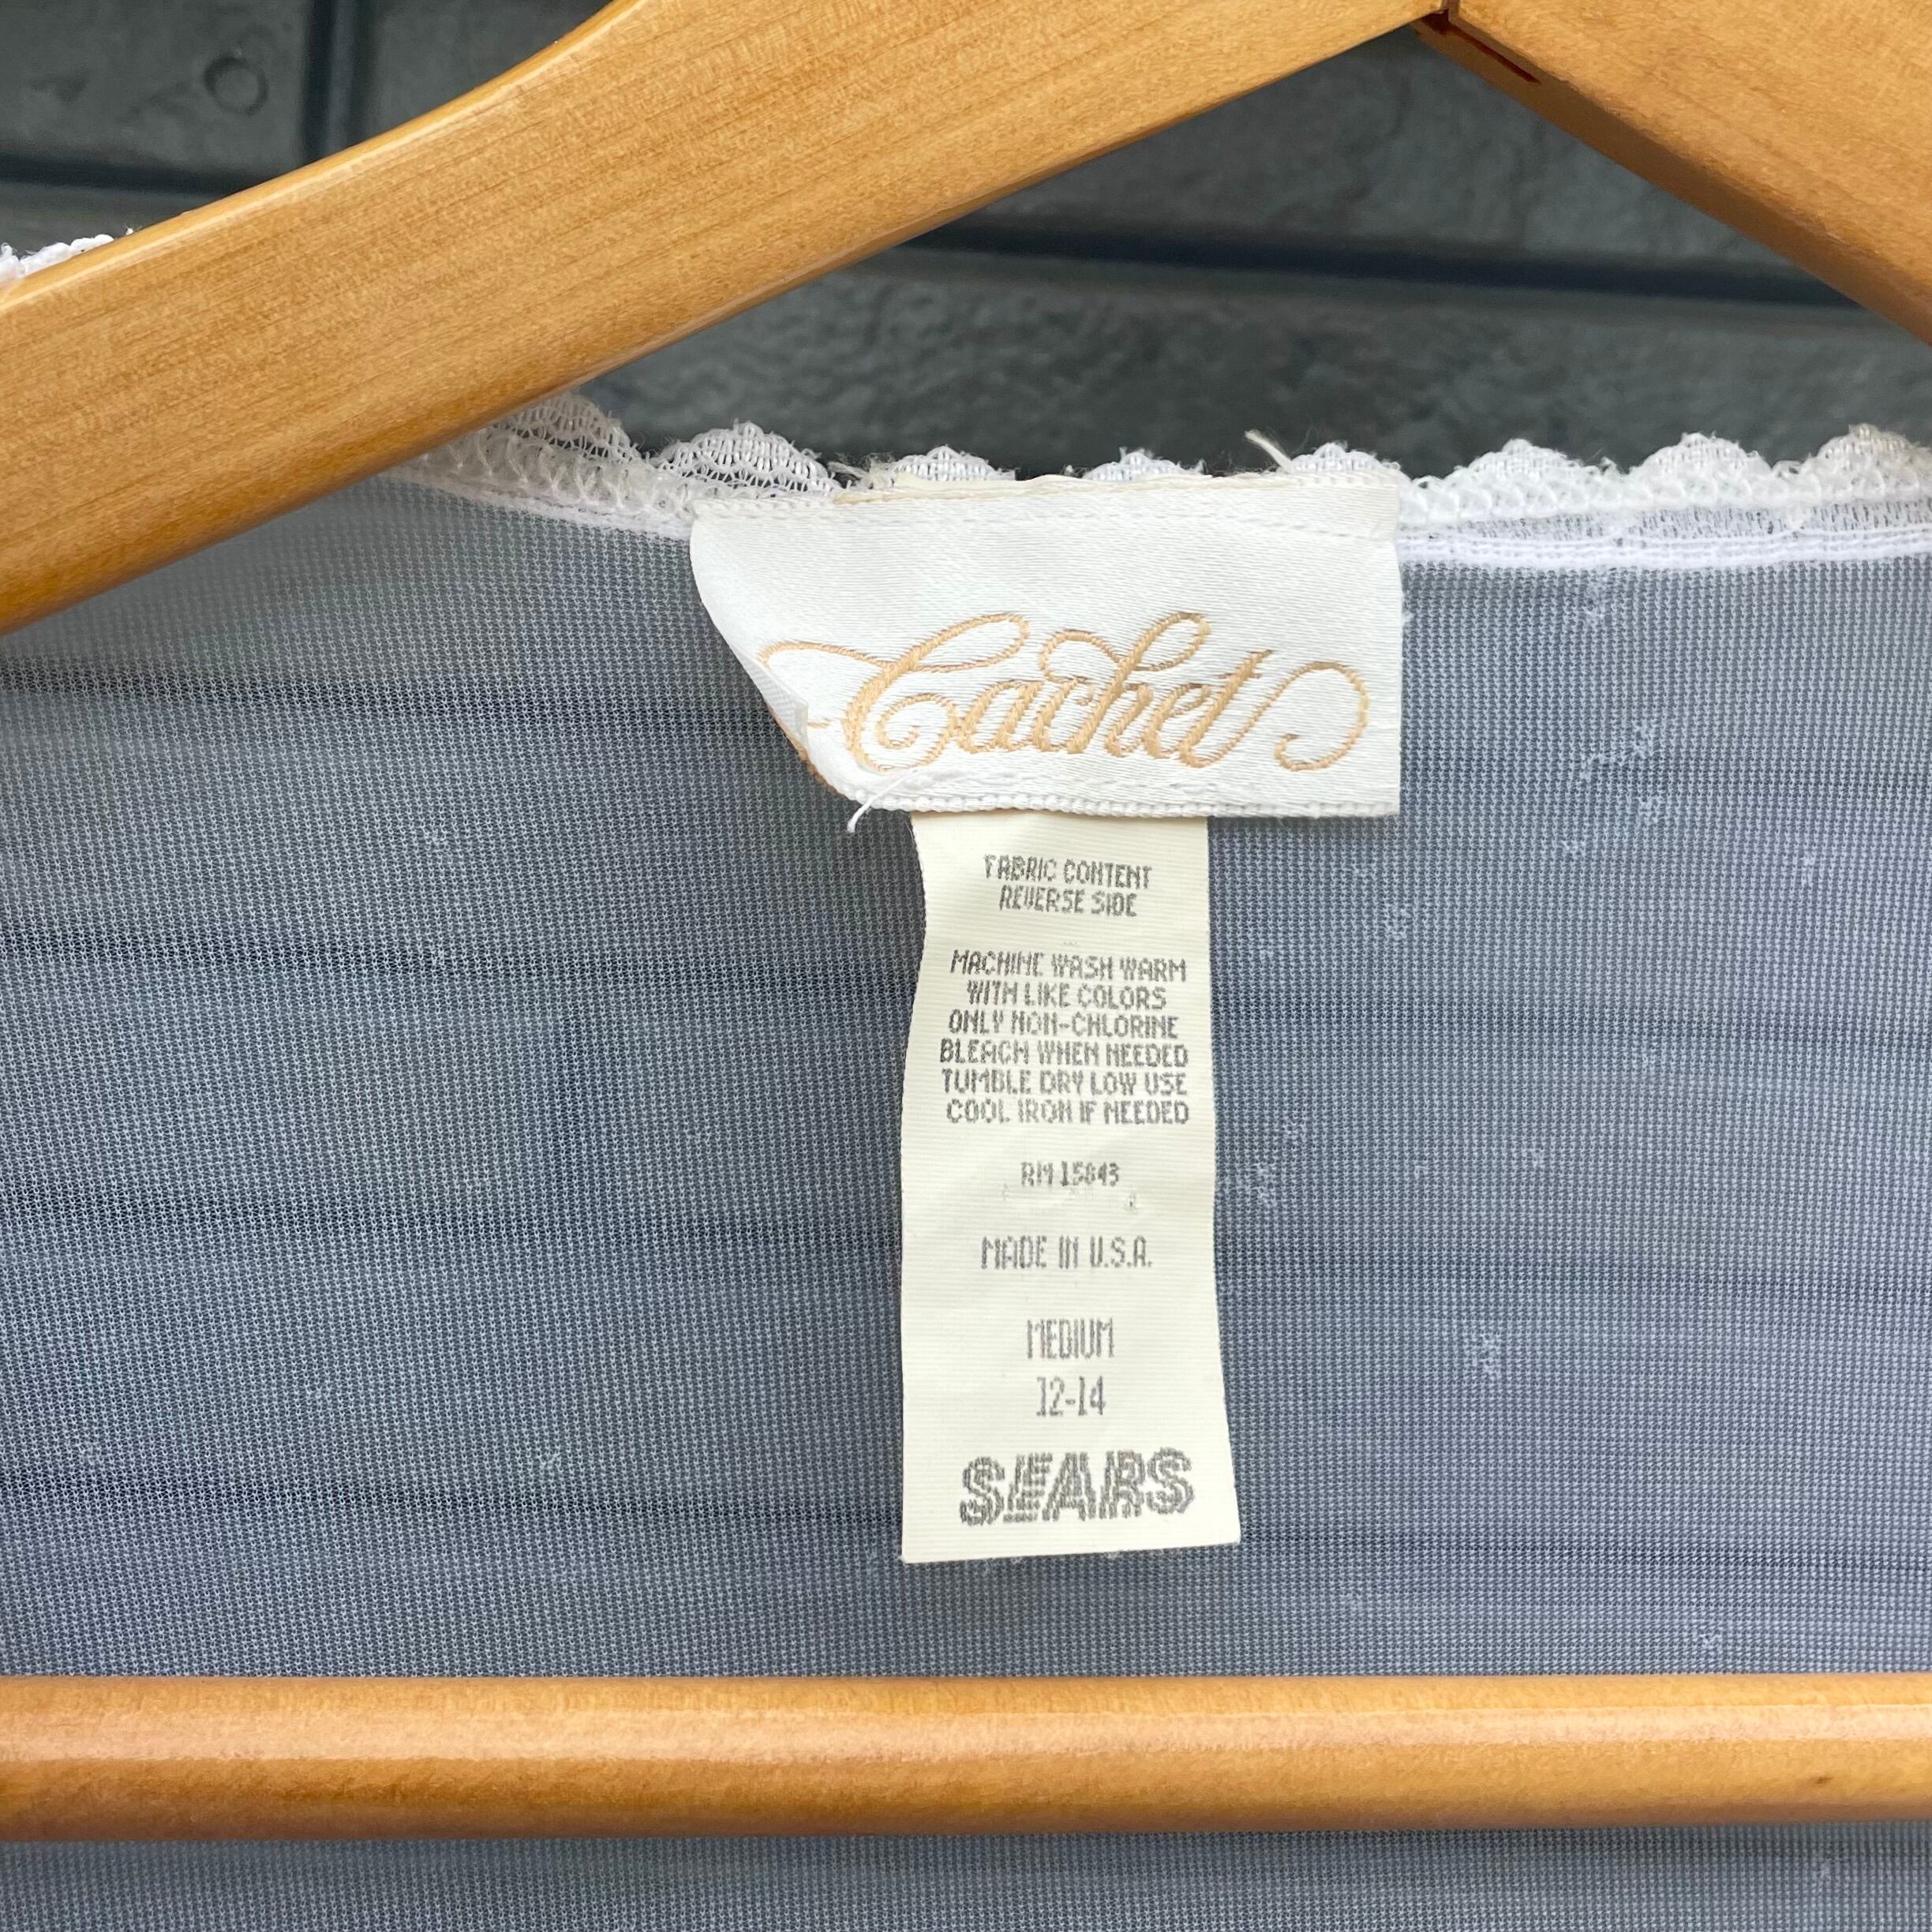 Cachet
FABRIC CONTENT
REVERSE SIDE
MACHINE WASH WARM
WITH LIKE COLORS
ONLY NON-CHLORINE
BLEACH WHEN NEEDED
TUMBLE DRY LOW USE
COOL IRON IF NEEDED
RM 15843
MADE IN U.S.A.
MEDIUM
12-14
SEARS